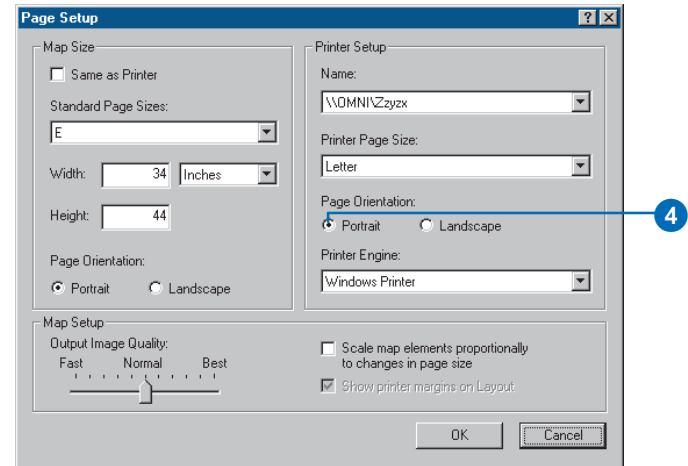 Page Setup
Map Size
Same as Printer
Standard Page Sizes:
E
Width: 34 Inches
Height: 44
Page Orientation:
Portrait Landscape
Printer Setup
Name:
\\OMNI\Zzyzx
Printer Page Size:
Letter
Page Orientation:
Portrait Landscape
4
Printer Engine:
Windows Printer
Map Setup
Output Image Quality:
Fast Normal Best
Scale map elements proportionally
to changes in page size
Show printer margins on Layout
OK Cancel